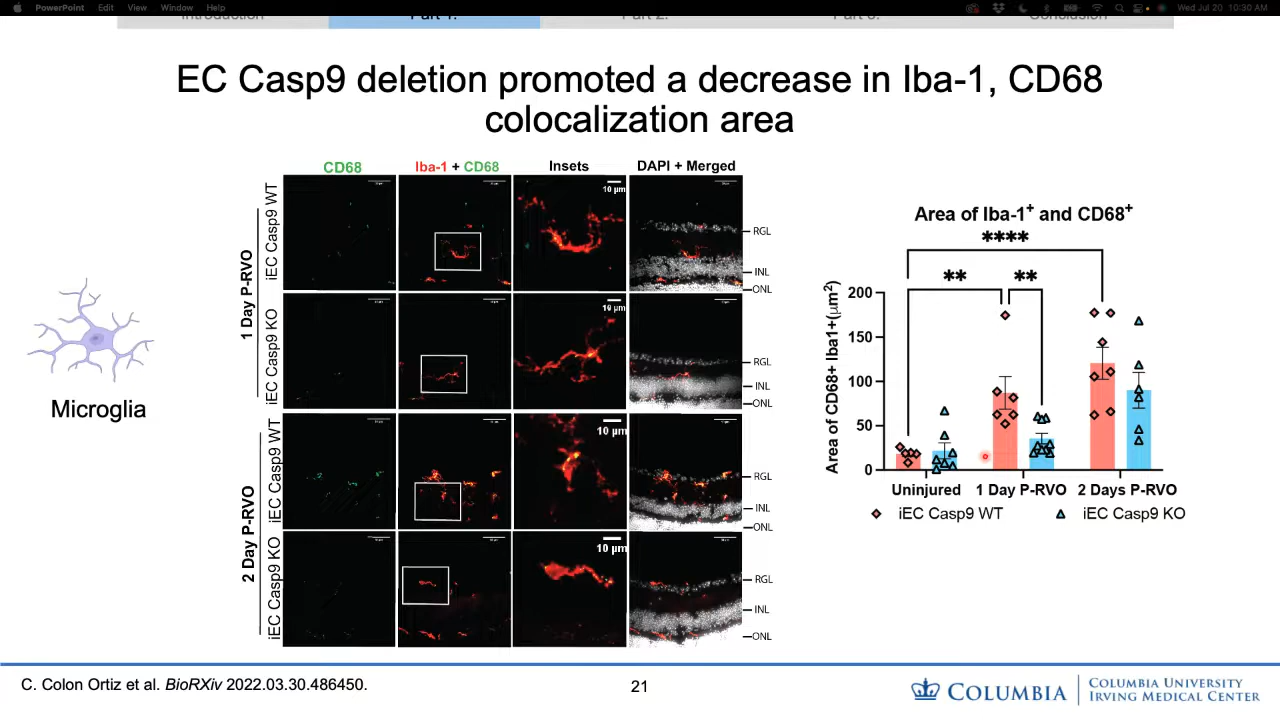 PowerPoint Edit View Window Help Wed Jul 20 10:30 AM
Introduction Part 1. Part 2. Part 3. Conclusion
EC Casp9 deletion promoted a decrease in Iba-1, CD68
colocalization area
CD68 Iba-1 + CD68 Insets DAPI + Merged
1 Day P-RVO
iEC Casp9 WT
10 µm
RGL
INL
ONL
iEC Casp9 KO
10 µm
RGL
INL
ONL
2 Day P-RVO
iEC Casp9 WT
10 µm
RGL
INL
ONL
iEC Casp9 KO
10 µm
RGL
INL
ONL
Microglia
Area of Iba-1+ and CD68+
****
** **
Area of CD68+ Iba1+(µm2)
200
150
100
50
0
Uninjured 1 Day P-RVO 2 Days P-RVO
iEC Casp9 WT iEC Casp9 KO
C. Colon Ortiz et al. BioRXiv 2022.03.30.486450.
21
COLUMBIA
COLUMBIA UNIVERSITY
IRVING MEDICAL CENTER